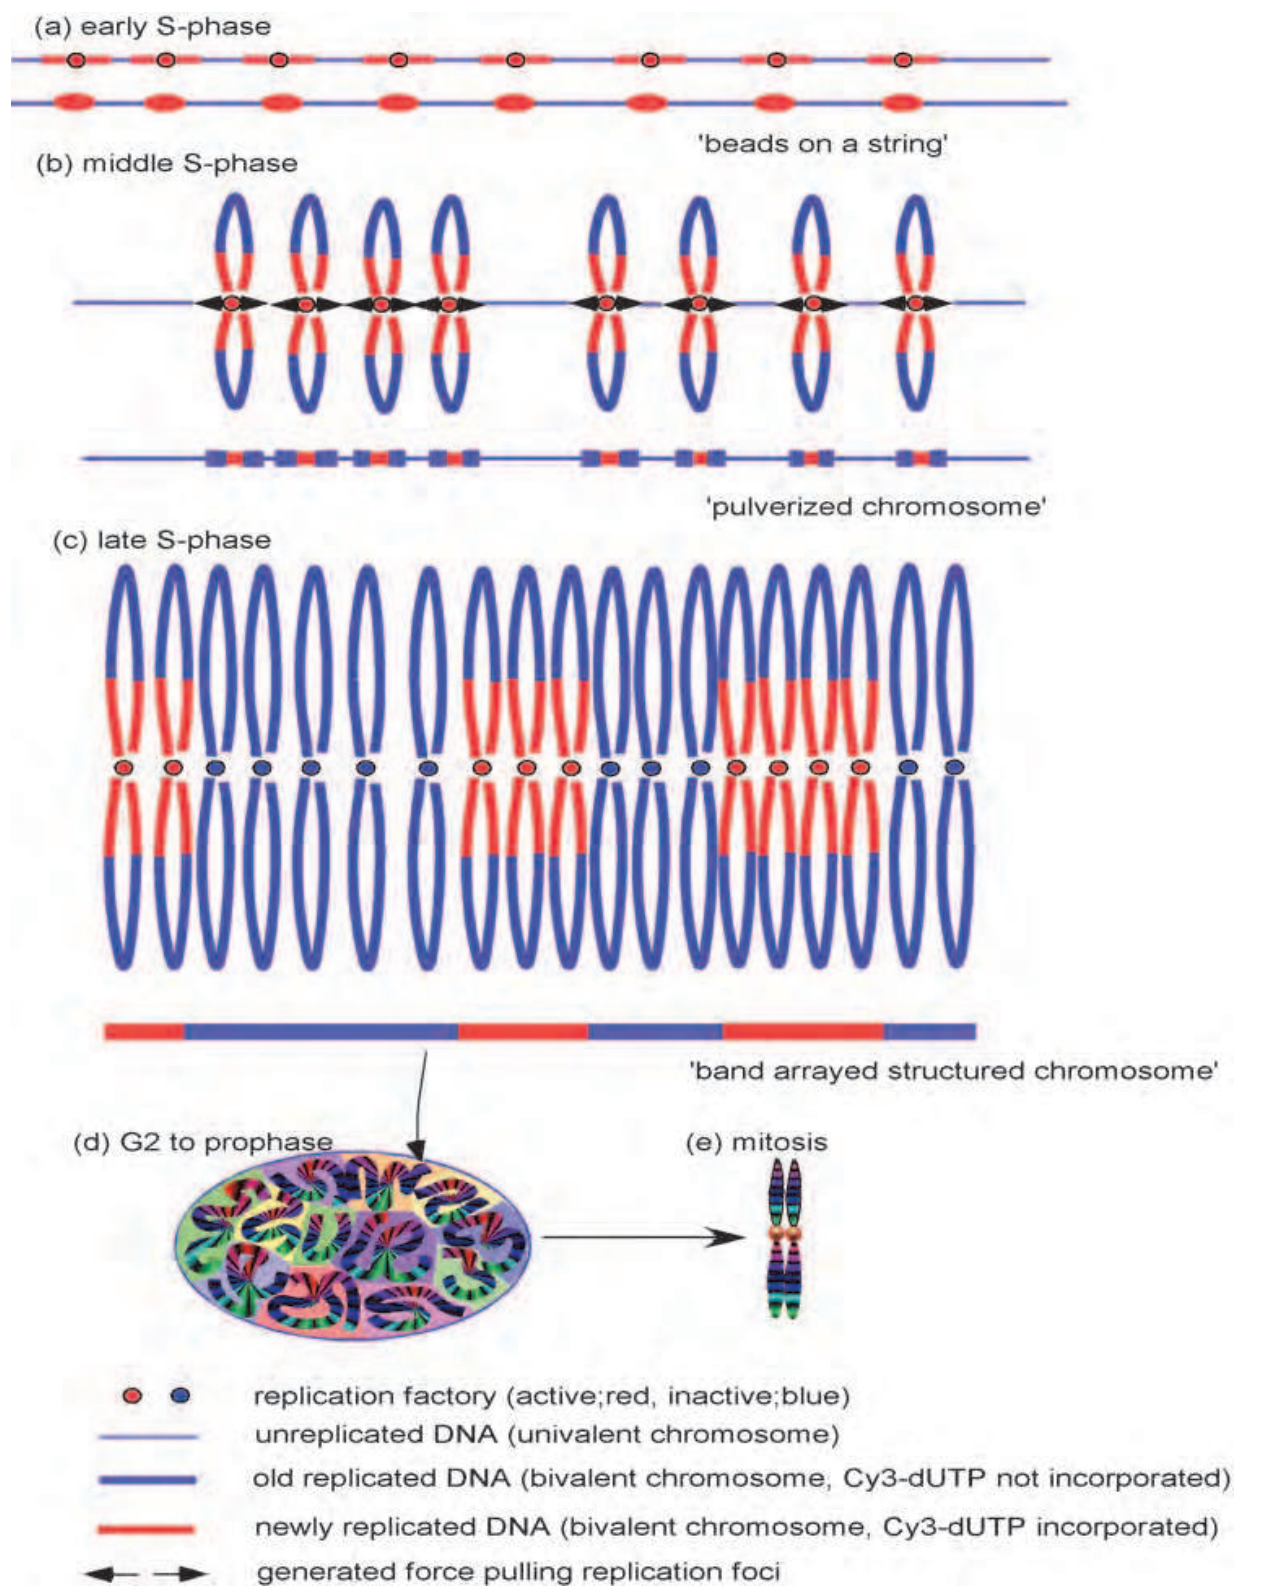 (a) early S-phase
'beads on a string'
(b) middle S-phase
'pulverized chromosome'
(c) late S-phase
'band arrayed structured chromosome'
(d) G2 to prophase
(e) mitosis
replication factory (active;red, inactive;blue)
unreplicated DNA (univalent chromosome)
old replicated DNA (bivalent chromosome, Cy3-dUTP not incorporated)
newly replicated DNA (bivalent chromosome, Cy3-dUTP incorporated)
generated force pulling replication foci